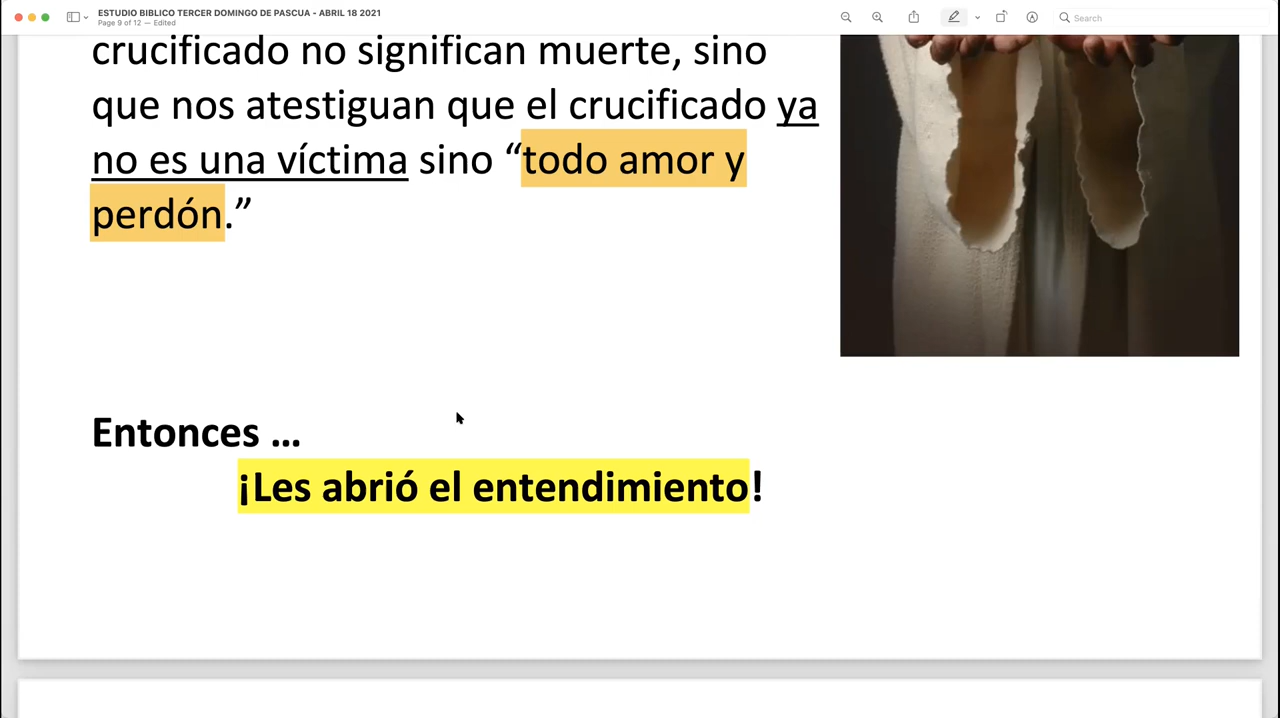 ESTUDIO BIBLICO TERCER DOMINGO DE PASCUA - ABRIL 18 2021
Page 9 of 12 — Edited
Search
crucificado no significan muerte, sino
que nos atestiguan que el crucificado ya
no es una víctima sino “todo amor y
perdón.”
Entonces ...
¡Les abrió el entendimiento!